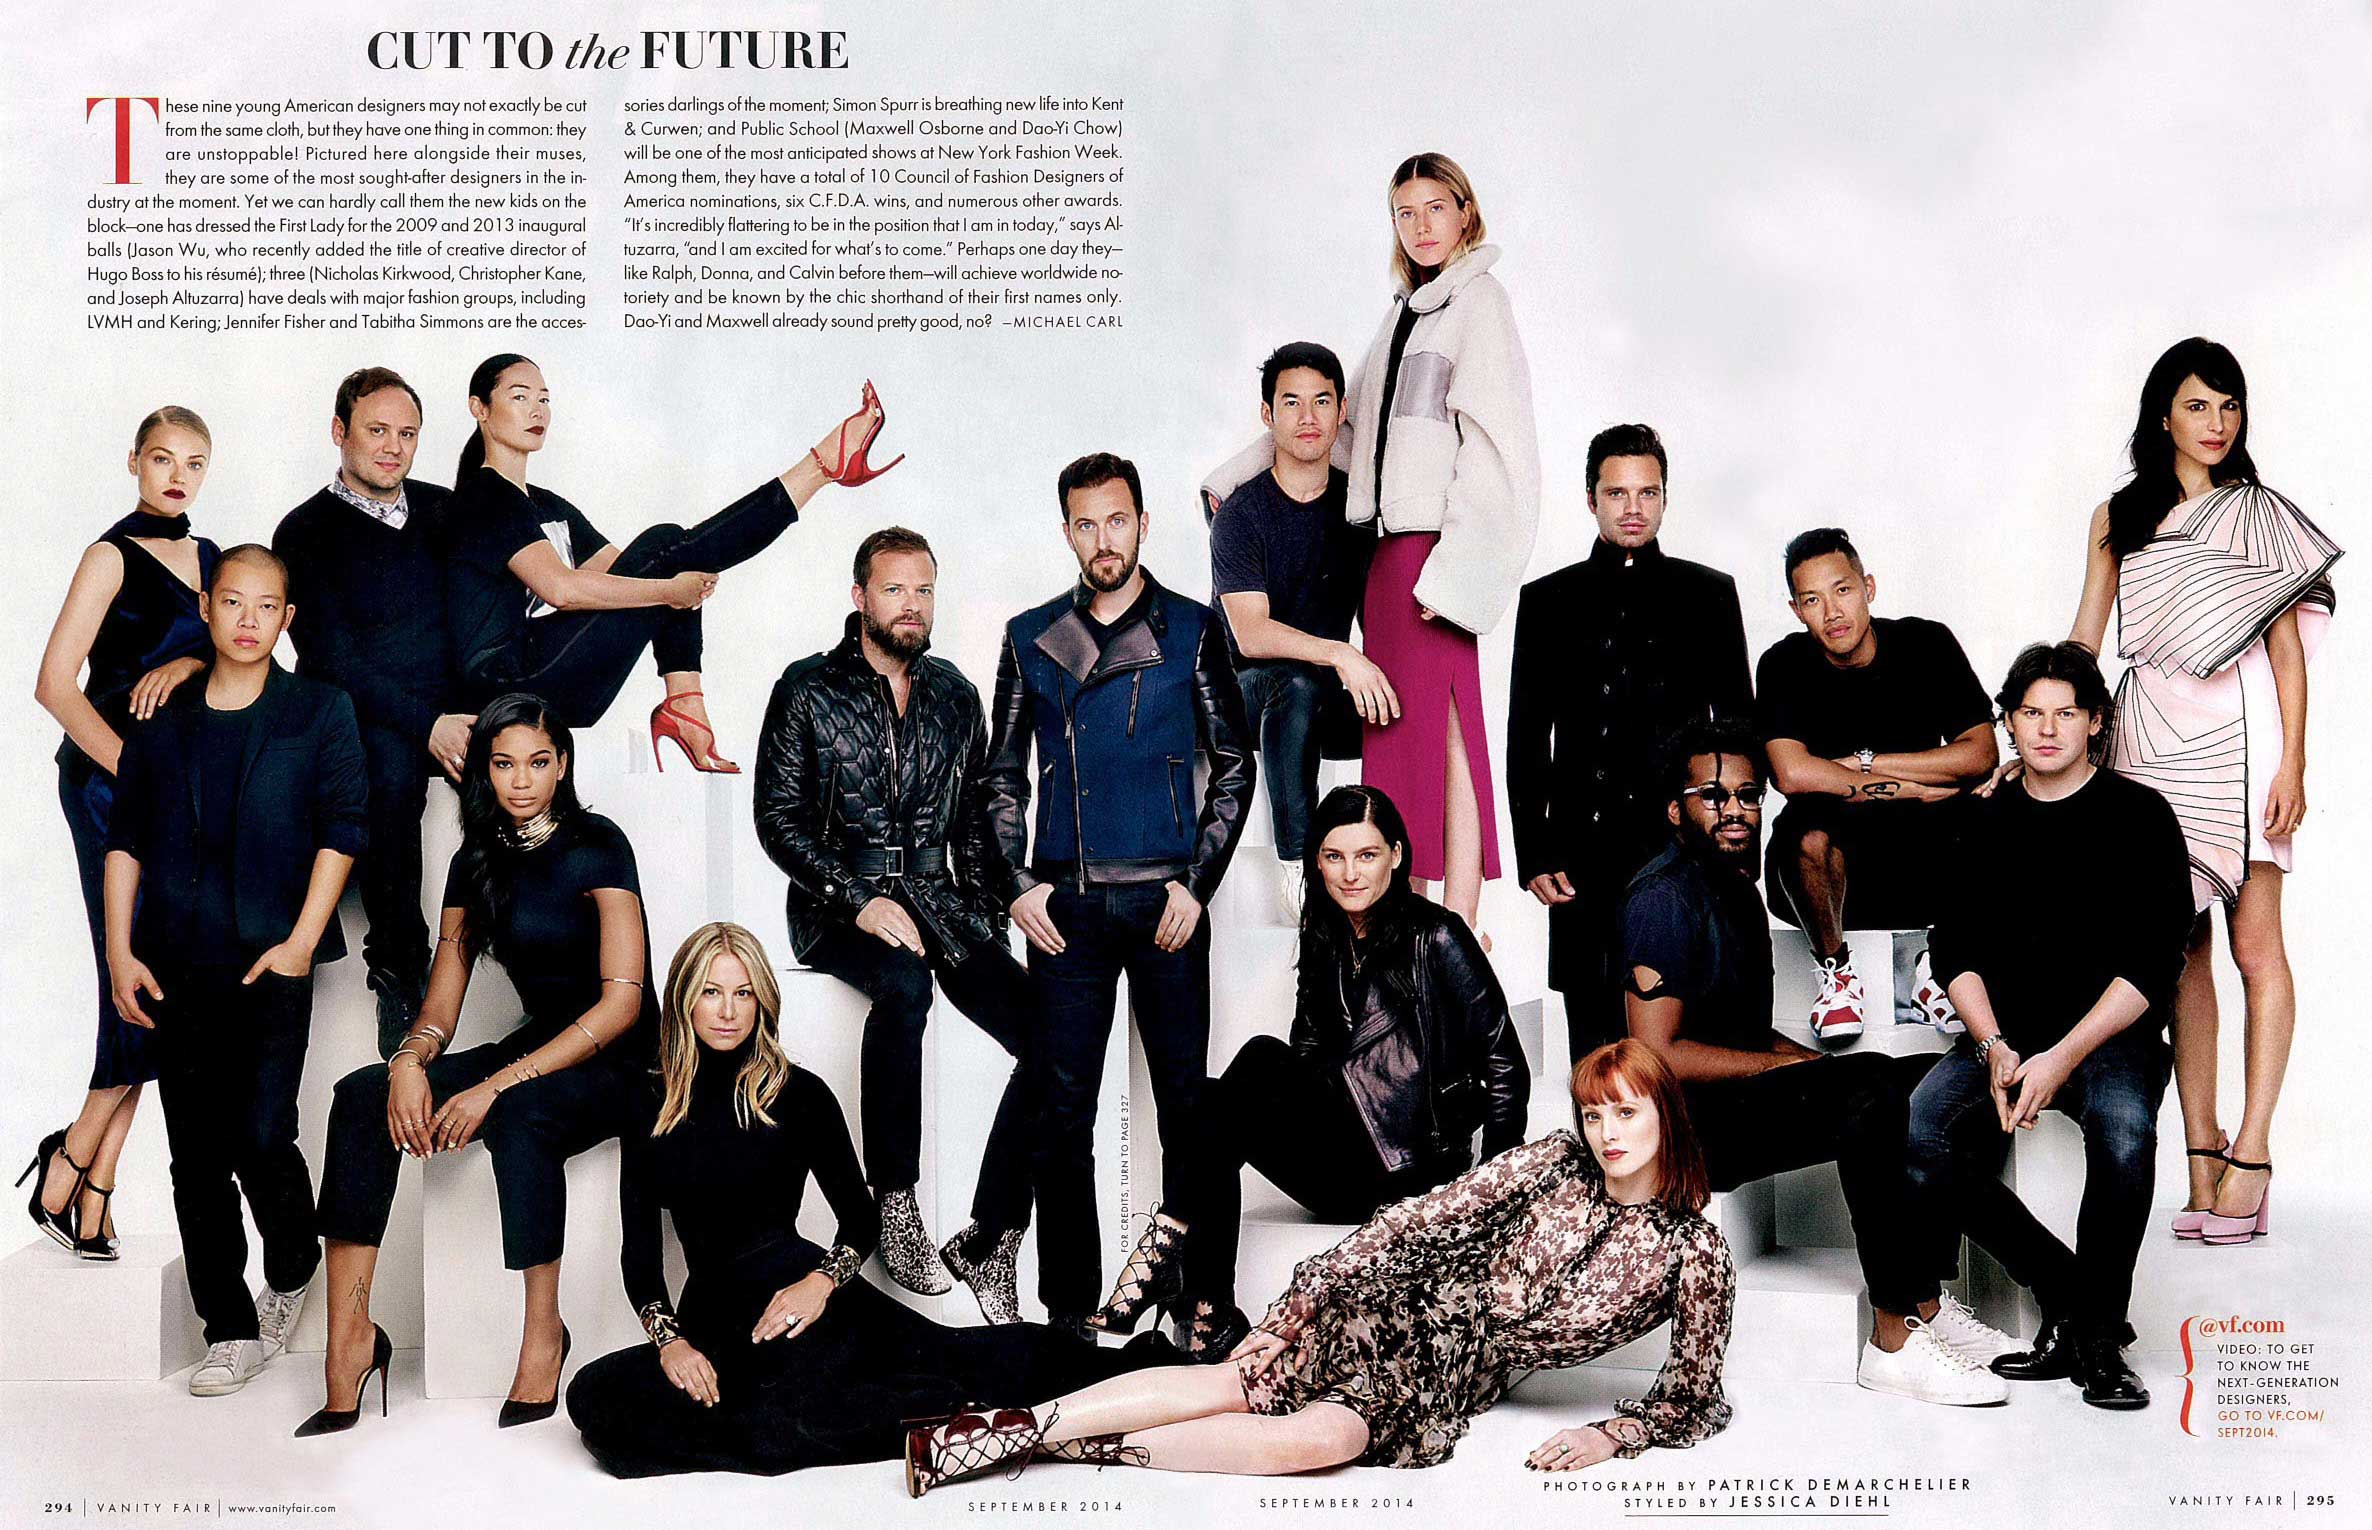 CUT TO the FUTURE
These nine young American designers may not exactly be cut
from the same cloth, but they have one thing in common: they
are unstoppable! Pictured here alongside their muses,
they are some of the most sought-after designers in the in-
dustry at the moment. Yet we can hardly call them the new kids on the
block—one has dressed the First Lady for the 2009 and 2013 inaugural
balls (Jason Wu, who recently added the title of creative director of
Hugo Boss to his résumé); three (Nicholas Kirkwood, Christopher Kane,
and Joseph Altuzarra) have deals with major fashion groups, including
LVMH and Kering; Jennifer Fisher and Tabitha Simmons are the acces-
sories darlings of the moment; Simon Spurr is breathing new life into Kent
& Curwen; and Public School (Maxwell Osborne and Dao-Yi Chow)
will be one of the most anticipated shows at New York Fashion Week.
Among them, they have a total of 10 Council of Fashion Designers of
America nominations, six C.F.D.A. wins, and numerous other awards.
“It’s incredibly flattering to be in the position that I am in today,” says Al-
tuzarra, “and I am excited for what’s to come.” Perhaps one day they—
like Ralph, Donna, and Calvin before them—will achieve worldwide no-
toriety and be known by the chic shorthand of their first names only.
Dao-Yi and Maxwell already sound pretty good, no? —MICHAEL CARL
FOR CREDITS, TURN TO PAGE 327
@vf.com
VIDEO: TO GET
TO KNOW THE
NEXT-GENERATION
DESIGNERS,
GO TO VF.COM/
SEPT2014.
PHOTOGRAPH BY PATRICK DEMARCHELIER
STYLED BY JESSICA DIEHL
294 | VANITY FAIR | www.vanityfair.com
SEPTEMBER 2014
SEPTEMBER 2014
VANITY FAIR | 295